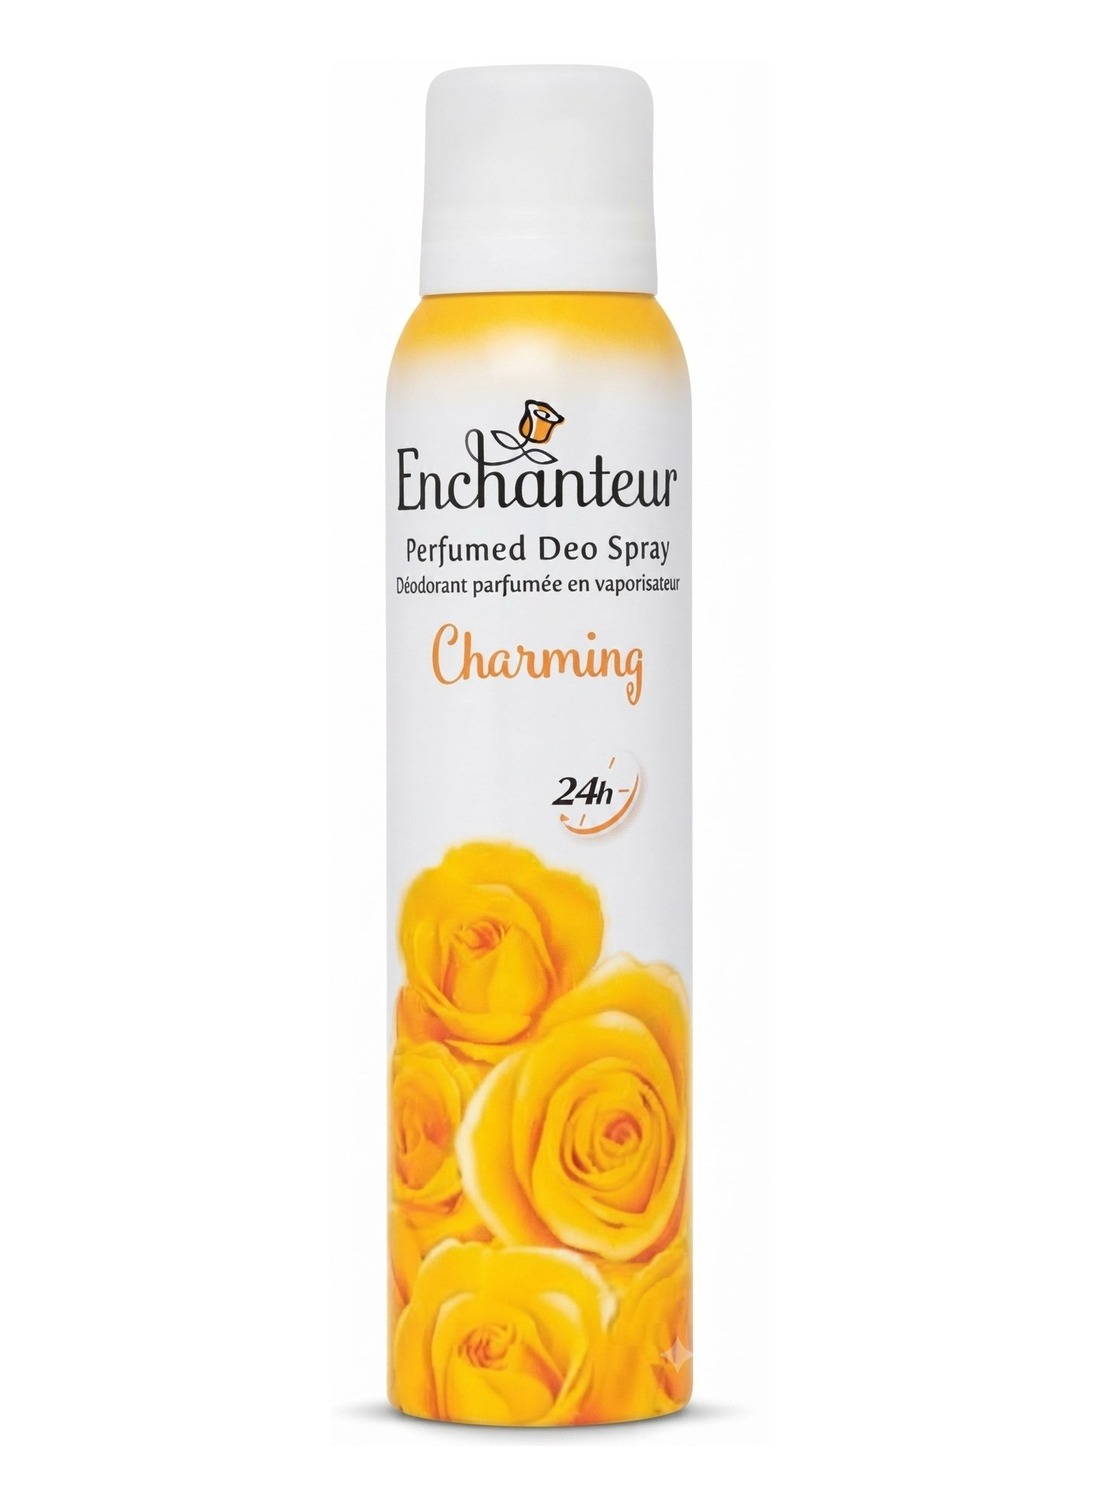 Enchanteur
Perfumed Deo Spray
Déodorant parfumée en vaporisateur
Charming
24h